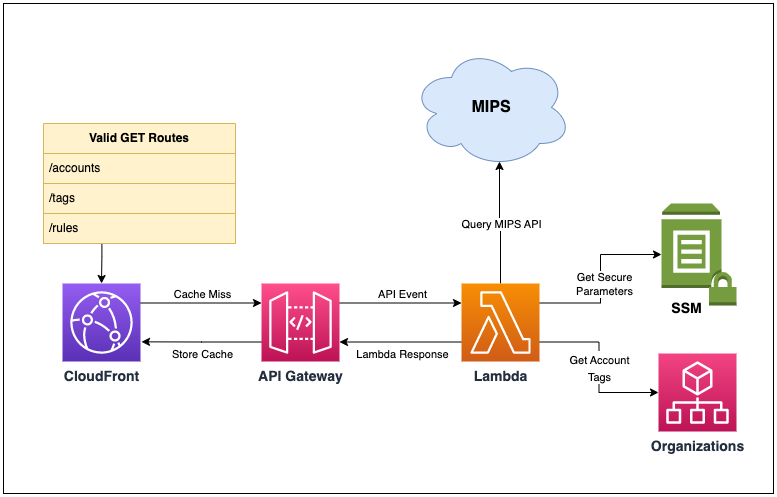 MIPS
Valid GET Routes
/accounts
/tags
/rules
Query MIPS API
Get Secure
Parameters
SSM
Cache Miss
API Event
</>
Store Cache
Lambda Response
Get Account
Tags
CloudFront
API Gateway
Lambda
Organizations